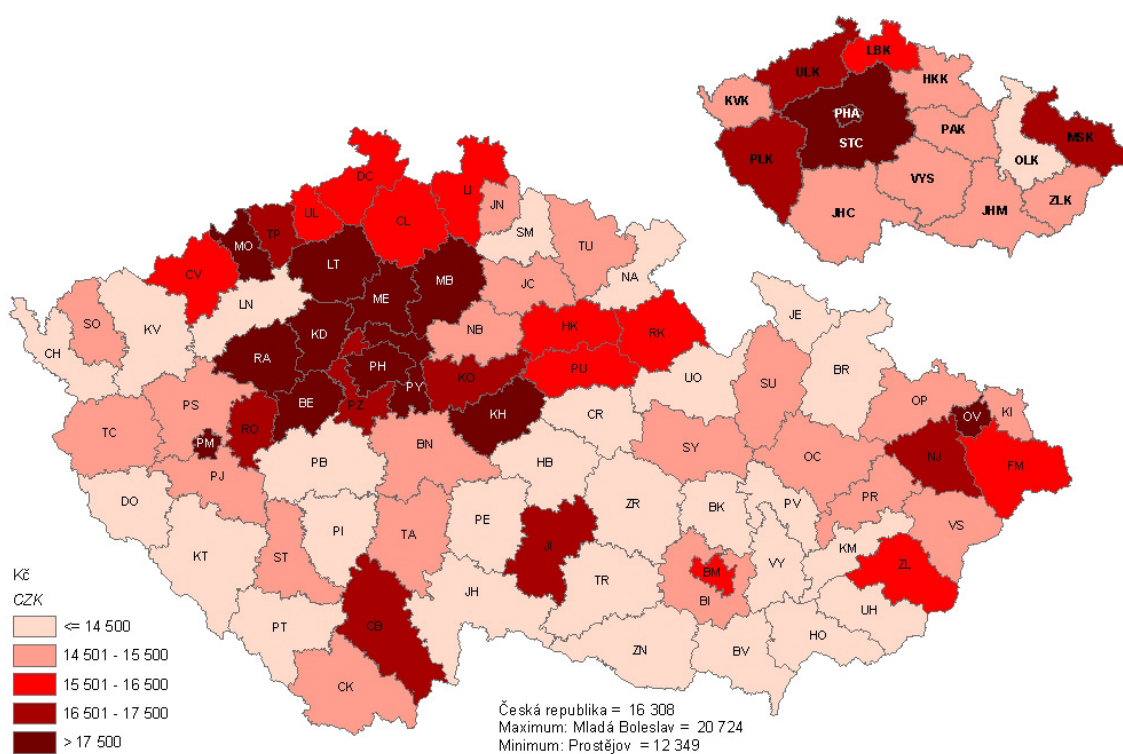 LBK
ULK
HKK
KVK
PHA
STC
PAK
MSK
PLK
OLK
VYS
ZLK
JHC
JHM
DC
LI
UL
CL
JN
TP
MO
SM
TU
CV
LT
MB
NA
ME
JC
LN
JE
SO
KV
KD
NB
HK
RK
CH
RA
PH
PU
BR
PY
KO
UO
SU
BE
PZ
KH
CR
OP
OV
KI
PS
RO
TC
PM
BN
SY
OC
NJ
FM
PB
HB
PJ
DO
PR
PI
TA
PE
ZR
BK
PV
VS
KT
ST
JI
KM
BM
VY
ZL
TR
BI
JH
UH
PT
CB
HO
ZN
BV
CK
Kč
CZK
<= 14 500
14 501 - 15 500
15 501 - 16 500
16 501 - 17 500
> 17 500
Česká republika = 16 308
Maximum: Mladá Boleslav = 20 724
Minimum: Prostějov = 12 349